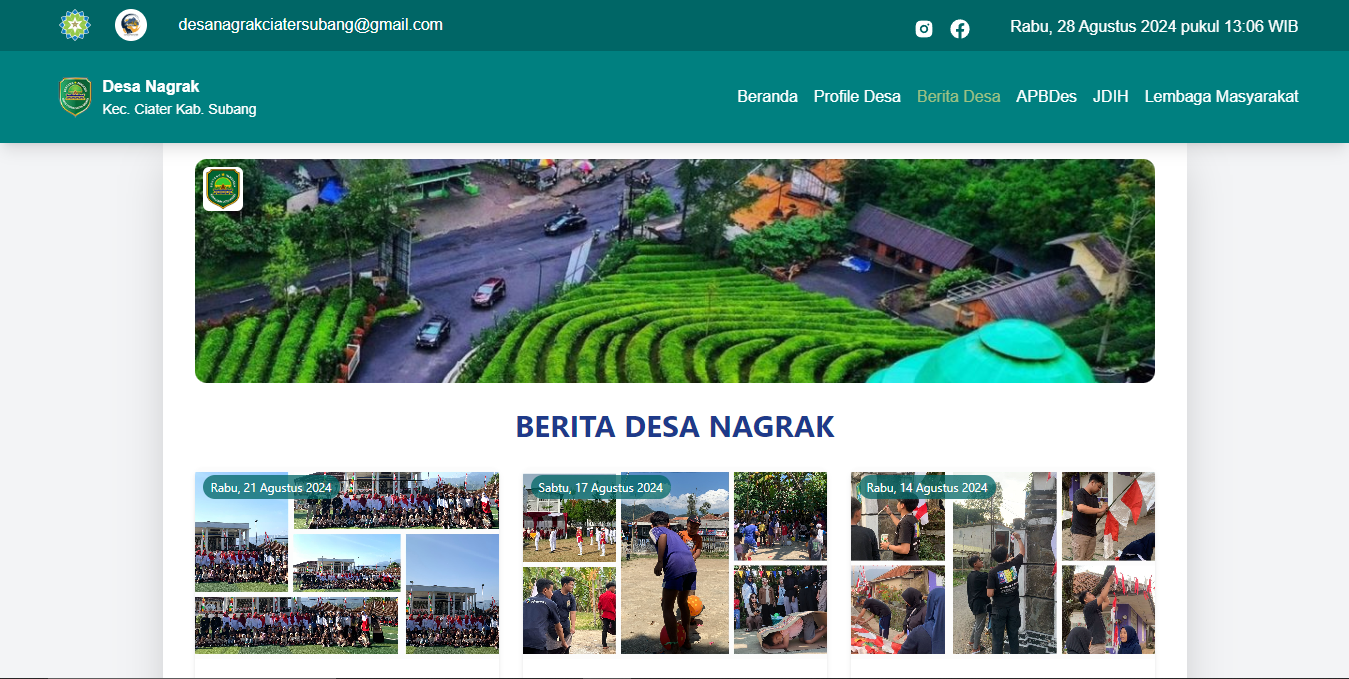 desanagrakciatersubang@gmail.com
Rabu, 28 Agustus 2024 pukul 13:06 WIB
Desa Nagrak
Kec. Ciater Kab. Subang
Beranda Profile Desa Berita Desa APBDes JDIH Lembaga Masyarakat
BERITA DESA NAGRAK
Rabu, 21 Agustus 2024
Sabtu, 17 Agustus 2024
Rabu, 14 Agustus 2024